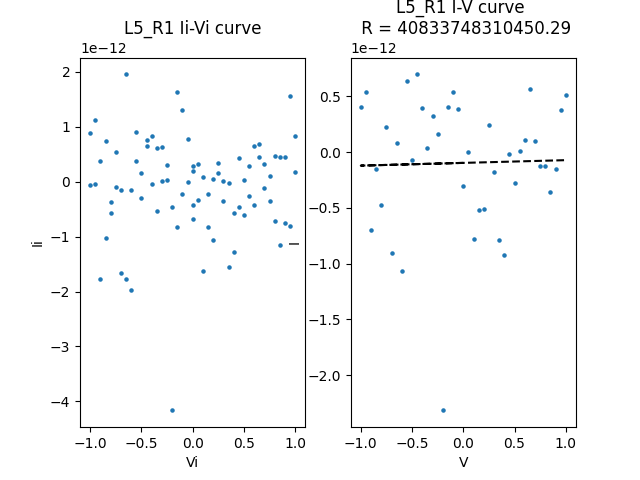 L5_R1 Ii-Vi curve
1e−12
2
1
0
−1
−2
−3
−4
−1.0 −0.5 0.0 0.5 1.0
Vi
Ii
L5_R1 I-V curve
R = 40833748310450.29
1e−12
0.5
0.0
−0.5
−1.0
−1.5
−2.0
−1.0 −0.5 0.0 0.5 1.0
V
I